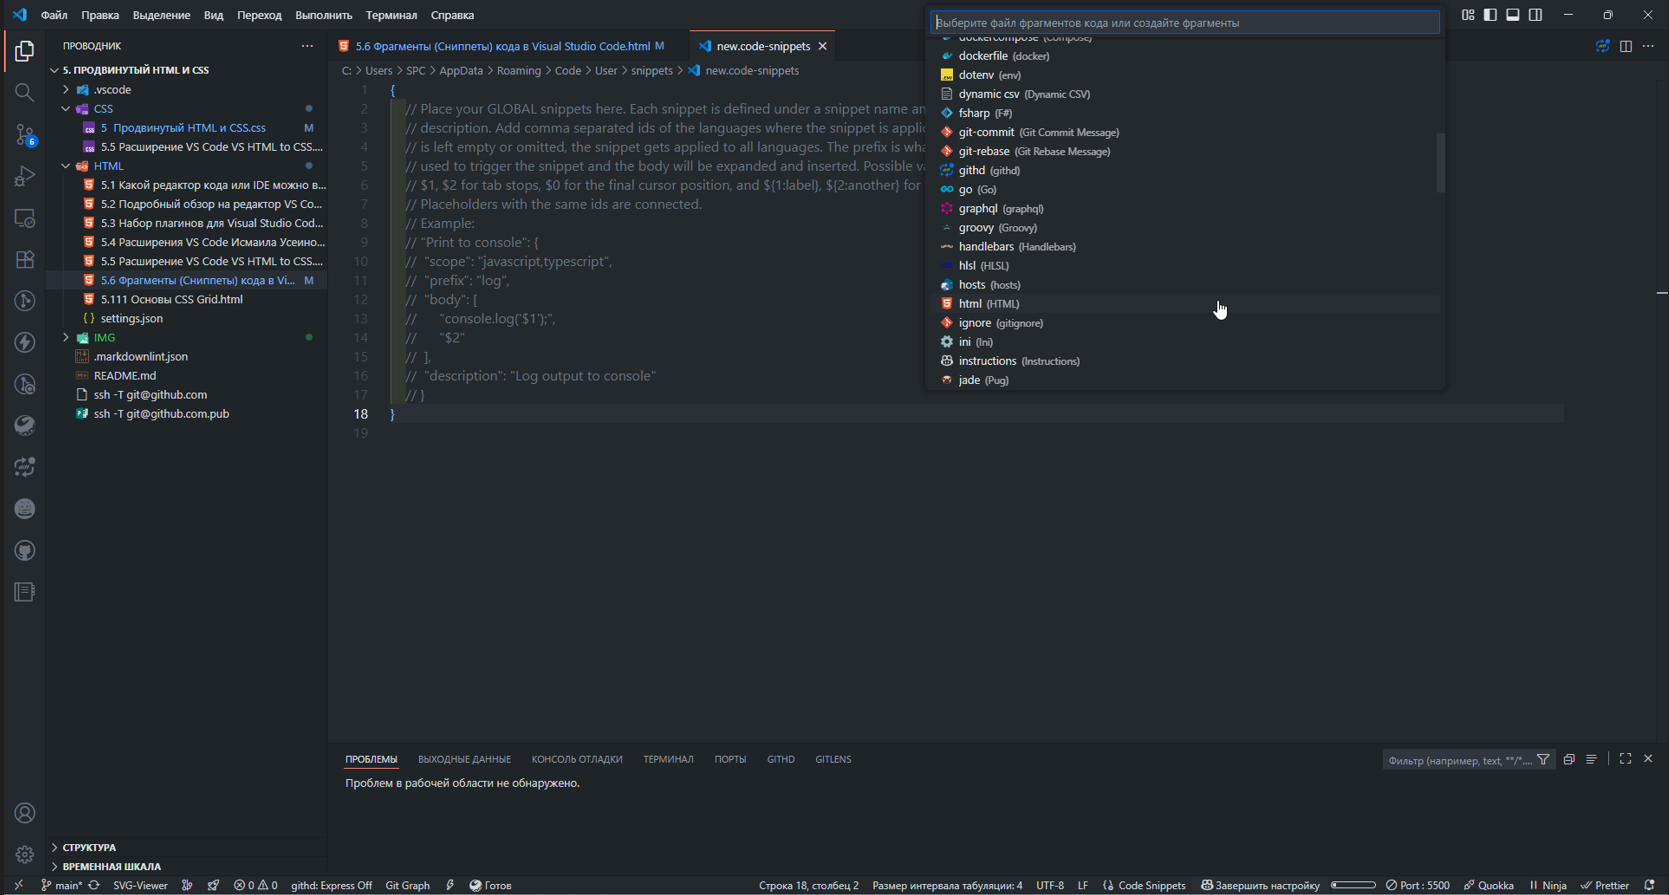 Файл Правка Выделение Вид Переход Выполнить Терминал Справка
Выберите файл фрагментов кода или создайте фрагменты
ПРОВОДНИК
5. ПРОДВИНУТЫЙ HTML И CSS
.vscode
CSS
5 Продвинутый HTML и CSS.css M
5.5 Расширение VS Code VS HTML to CSS....
HTML
5.1 Какой редактор кода или IDE можно в...
5.2 Подробный обзор на редактор VS Co...
5.3 Набор плагинов для Visual Studio Cod...
5.4 Расширения VS Code Исмаила Усеино...
5.5 Расширение VS Code VS HTML to CSS....
5.6 Фрагменты (Сниппеты) кода в Vi... M
5.111 Основы CSS Grid.html
settings.json
IMG
.markdownlint.json
README.md
ssh -T git@github.com
ssh -T git@github.com.pub
СТРУКТУРА
ВРЕМЕННАЯ ШКАЛА
5.6 Фрагменты (Сниппеты) кода в Visual Studio Code.html M
new.code-snippets
C: > Users > SPC > AppData > Roaming > Code > User > snippets > new.code-snippets
1 {
2 // Place your GLOBAL snippets here. Each snippet is defined under a snippet name an
3 // description. Add comma separated ids of the languages where the snippet is applic
4 // is left empty or omitted, the snippet gets applied to all languages. The prefix is wha
5 // used to trigger the snippet and the body will be expanded and inserted. Possible va
6 // $1, $2 for tab stops, $0 for the final cursor position, and ${1:label}, ${2:another} for
7 // Placeholders with the same ids are connected.
8 // Example:
9 // "Print to console": {
10 // "scope": "javascript,typescript",
11 // "prefix": "log",
12 // "body": [
13 // "console.log('$1');",
14 // "$2"
15 // ],
16 // "description": "Log output to console"
17 // }
18 }
19
dockercompose (Compose)
dockerfile (docker)
dotenv (env)
dynamic csv (Dynamic CSV)
fsharp (F#)
git-commit (Git Commit Message)
git-rebase (Git Rebase Message)
githd (githd)
go (Go)
graphql (graphql)
groovy (Groovy)
handlebars (Handlebars)
hlsl (HLSL)
hosts (hosts)
html (HTML)
ignore (gitignore)
ini (Ini)
instructions (Instructions)
jade (Pug)
ПРОБЛЕМЫ ВЫХОДНЫЕ ДАННЫЕ КОНСОЛЬ ОТЛАДКИ ТЕРМИНАЛ ПОРТЫ GITHD GITLENS
Фильтр (например, text, **/*....
Проблем в рабочей области не обнаружено.
6
main* SVG-Viewer 0 0 githd: Express Off Git Graph Готов Строка 18, столбец 2 Размер интервала табуляции: 4 UTF-8 LF Code Snippets Завершить настройку Port : 5500 Quokka Ninja Prettier